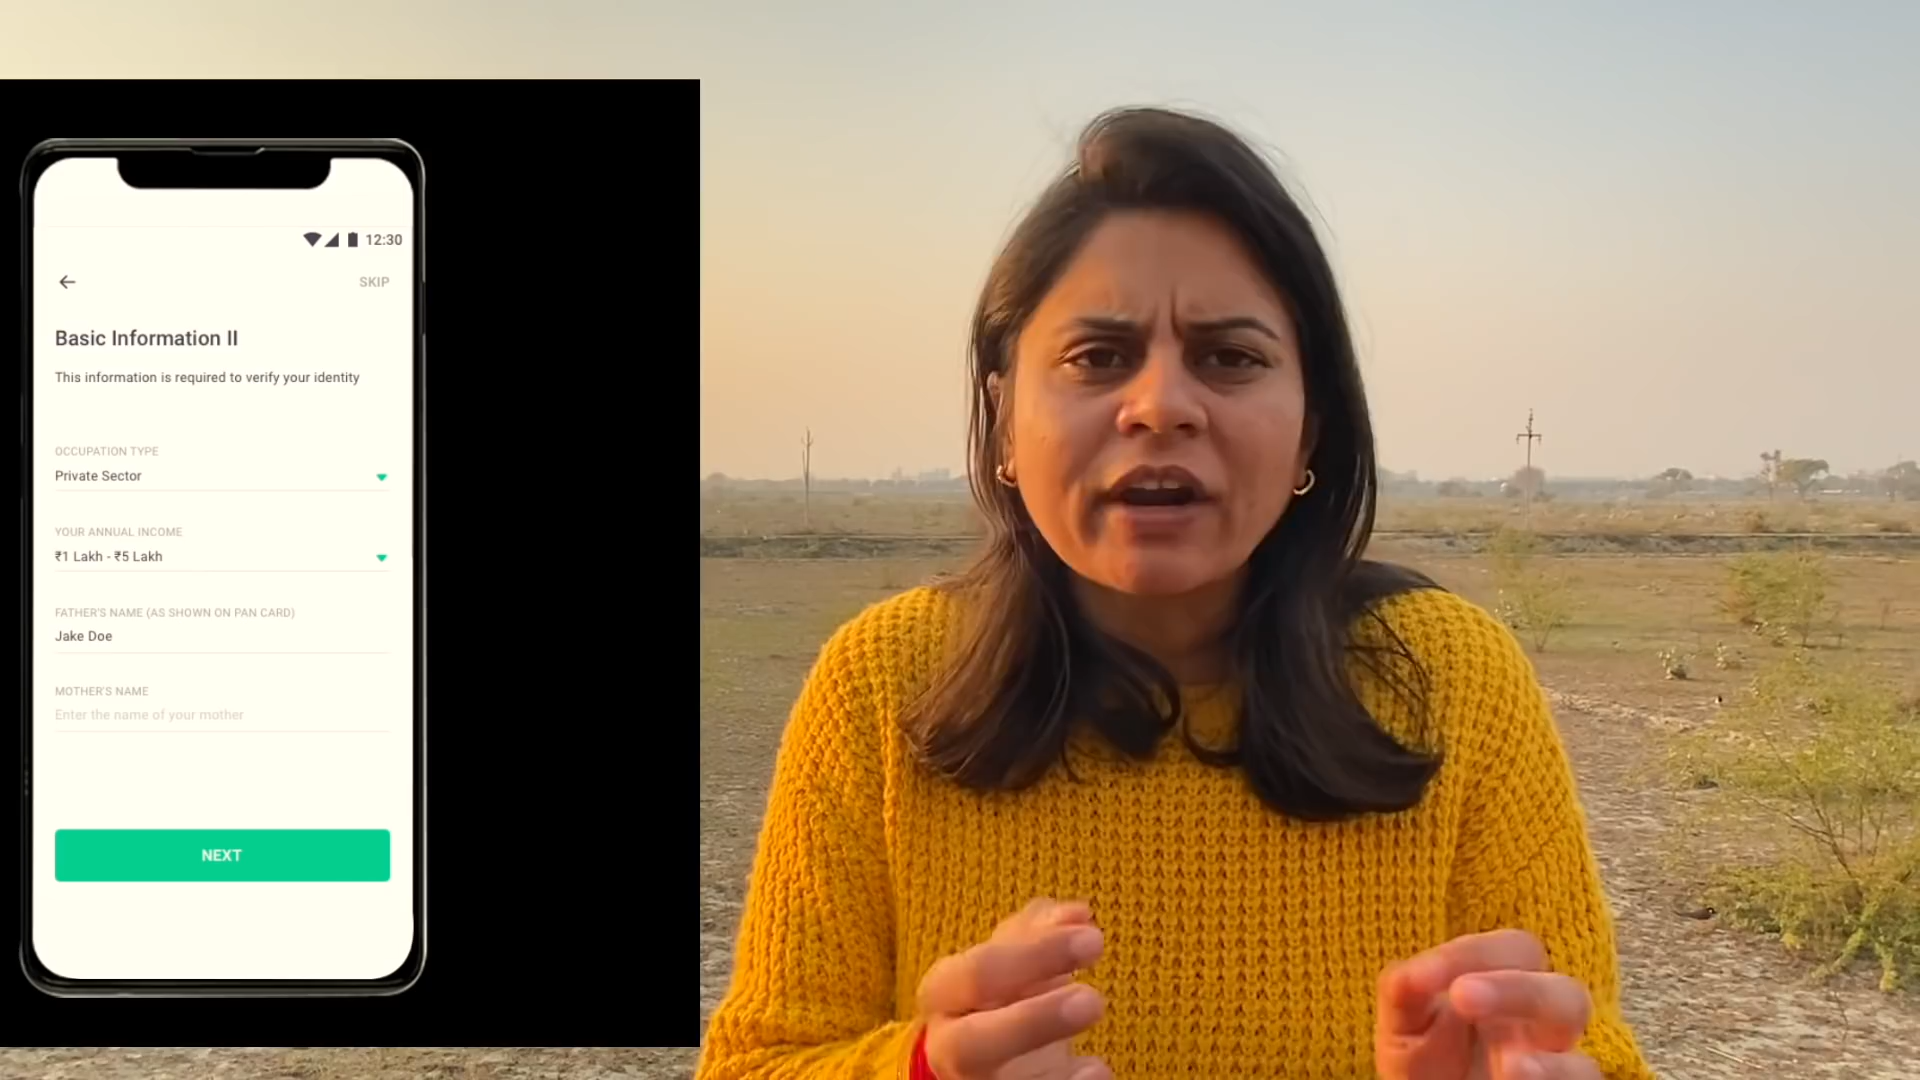 12:30
SKIP
Basic Information II
This information is required to verify your identity
OCCUPATION TYPE
Private Sector
YOUR ANNUAL INCOME
₹1 Lakh - ₹5 Lakh
FATHER'S NAME (AS SHOWN ON PAN CARD)
Jake Doe
MOTHER'S NAME
Enter the name of your mother
NEXT